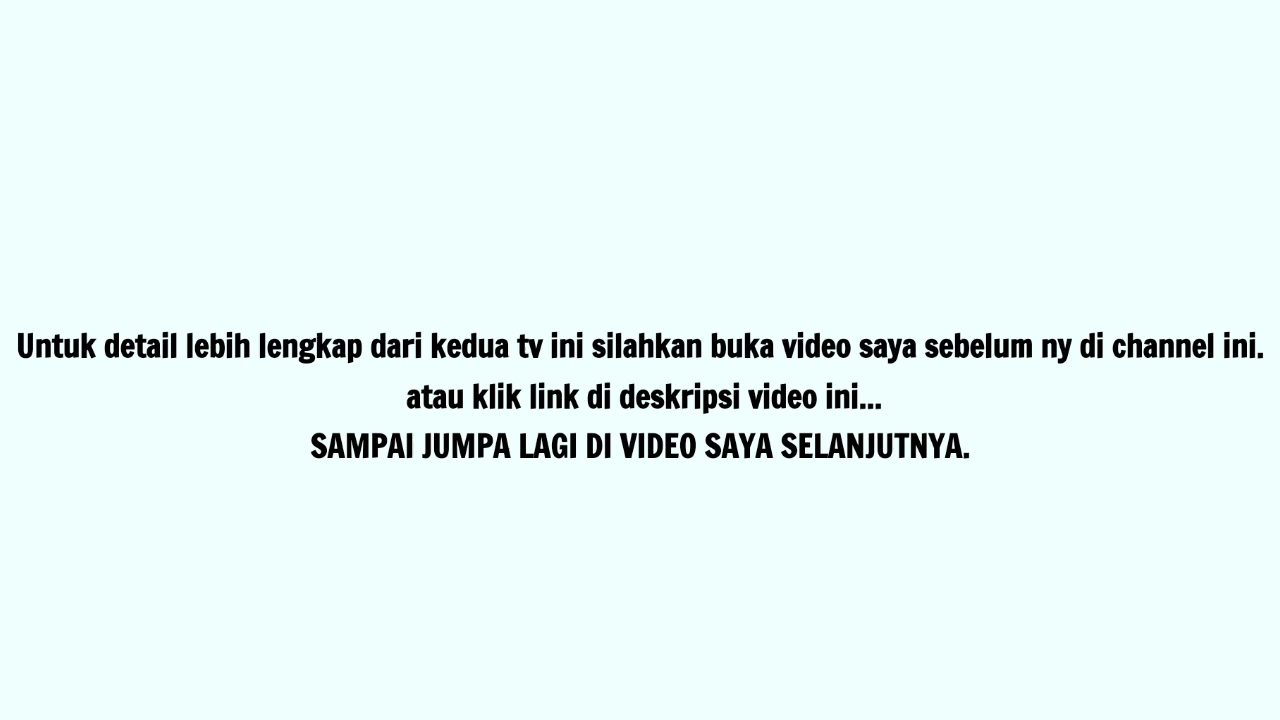 Untuk detail lebih lengkap dari kedua tv ini silahkan buka video saya sebelum ny di channel ini.
atau klik link di deskripsi video ini...
SAMPAI JUMPA LAGI DI VIDEO SAYA SELANJUTNYA.